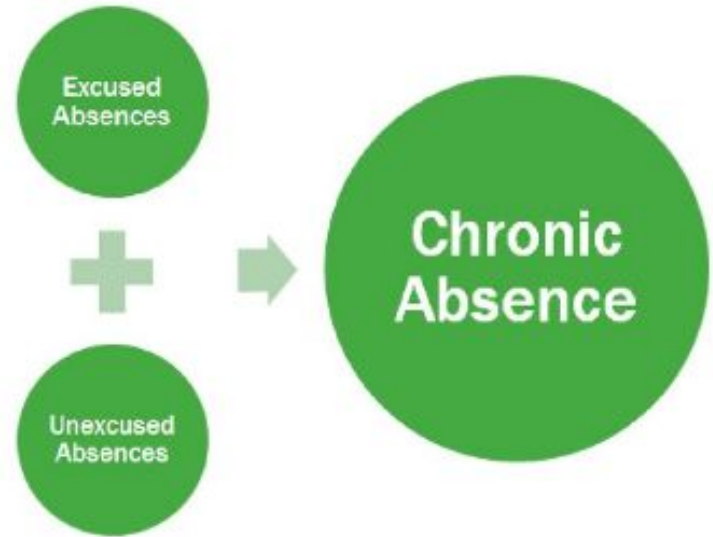 Excused
Absences
Unexcused
Absences
Chronic
Absence